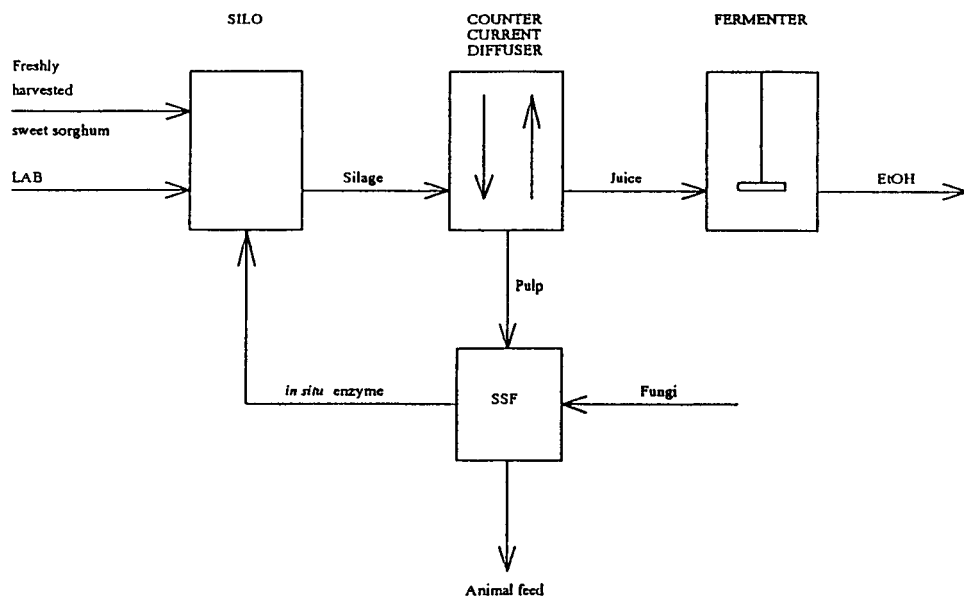 SILO
COUNTER
CURRENT
DIFFUSER
FERMENTER
Freshly
harvested
sweet sorghum
LAB
Silage
Juice
EtOH
Pulp
in situ enzyme
SSF
Fungi
Animal feed